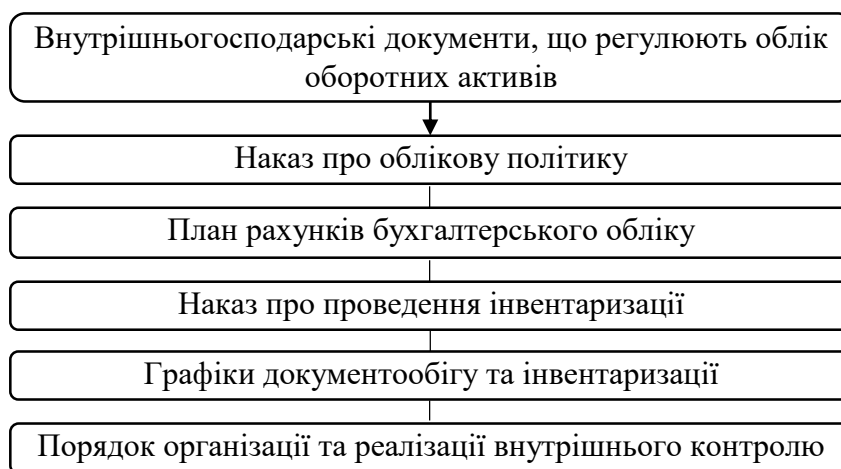 Внутрішньогосподарські документи, що регулюють облік
оборотних активів
Наказ про облікову політику
План рахунків бухгалтерського обліку
Наказ про проведення інвентаризації
Графіки документообігу та інвентаризації
Порядок організації та реалізації внутрішнього контролю